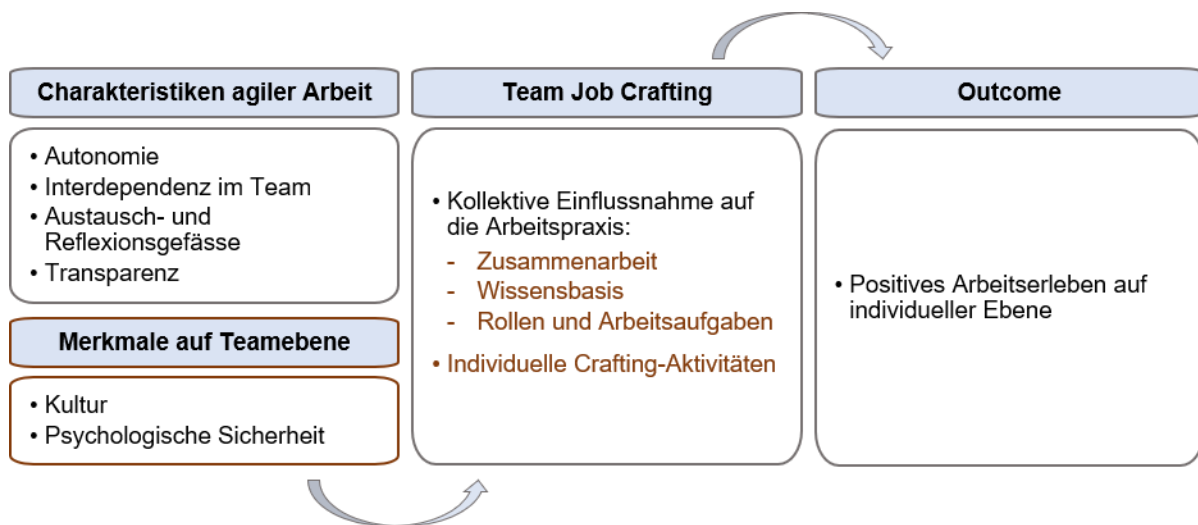 Charakteristiken agiler Arbeit
• Autonomie
• Interdependenz im Team
• Austausch- und
Reflexionsgefässe
• Transparenz
Merkmale auf Teamebene
• Kultur
• Psychologische Sicherheit
Team Job Crafting
• Kollektive Einflussnahme auf
die Arbeitspraxis:
- Zusammenarbeit
- Wissensbasis
- Rollen und Arbeitsaufgaben
• Individuelle Crafting-Aktivitäten
Outcome
• Positives Arbeitserleben auf
individueller Ebene